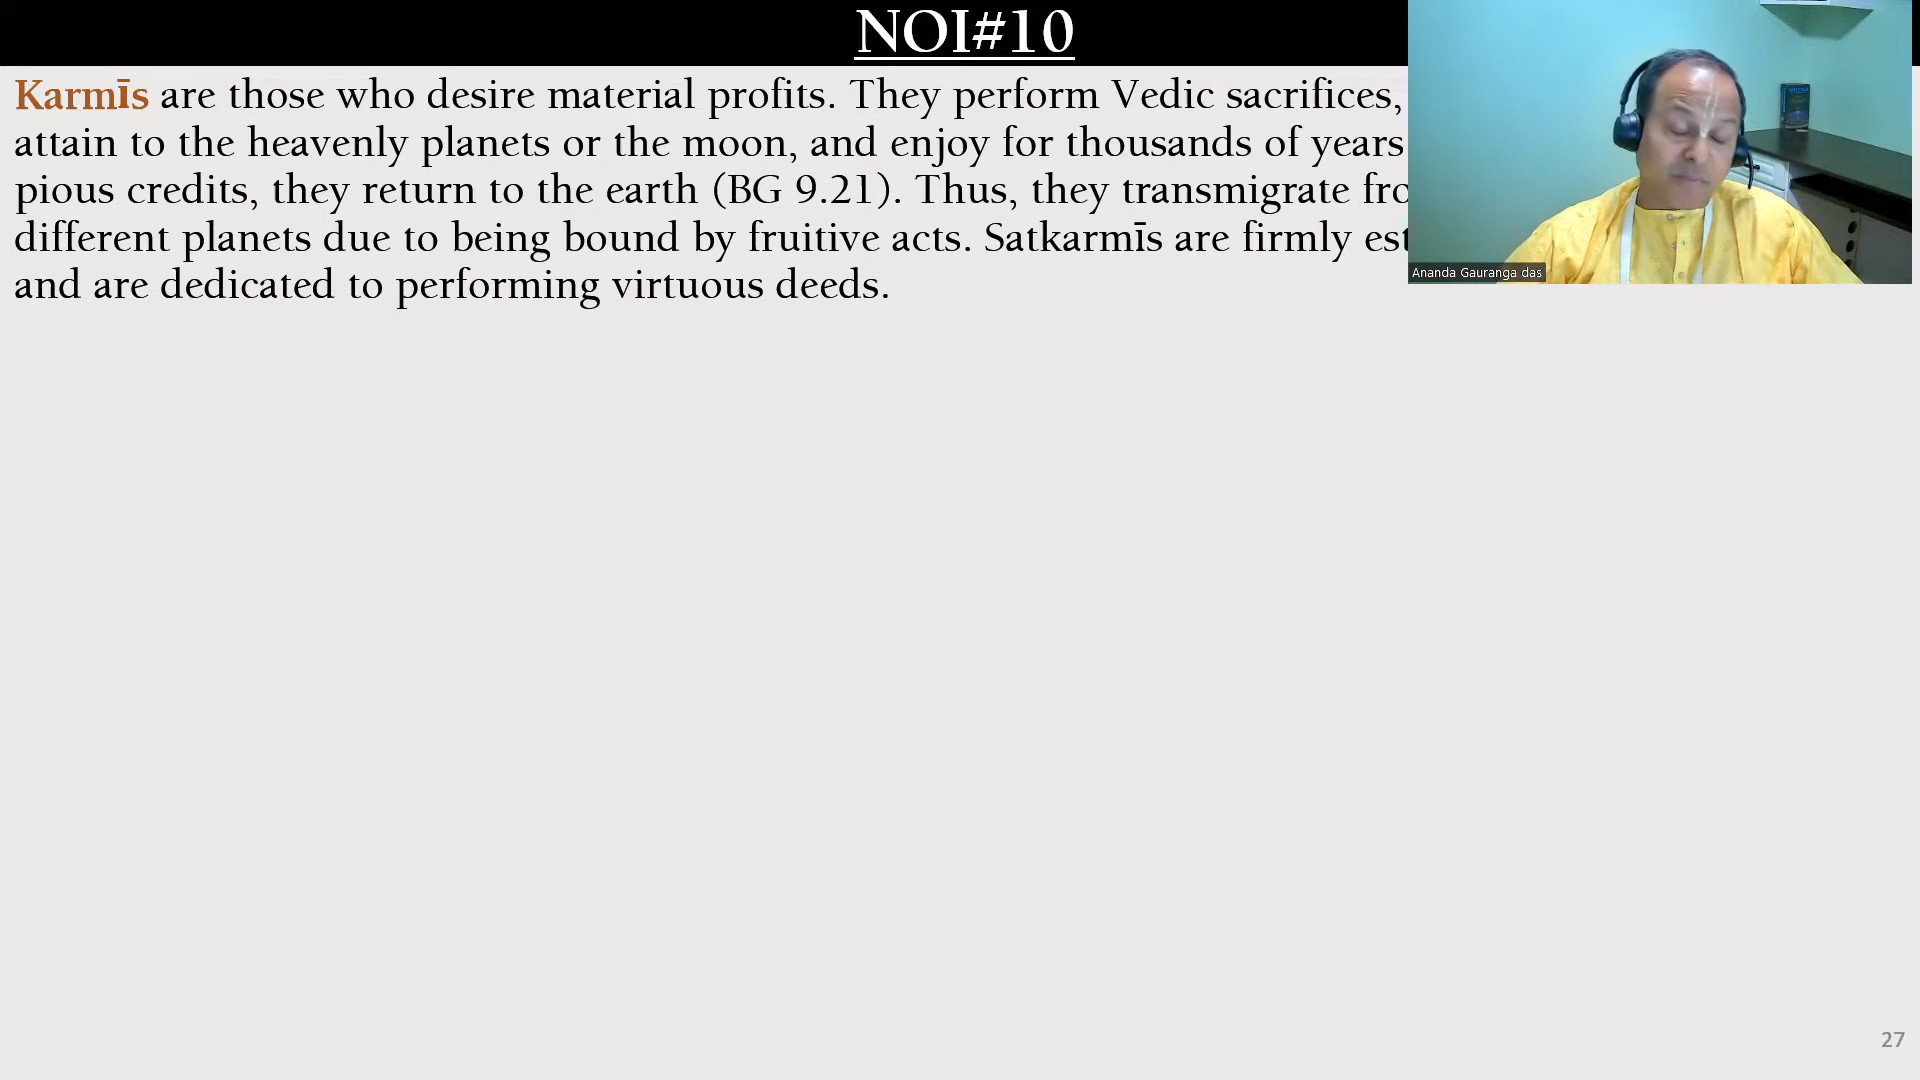 NOI#10
Karmīs are those who desire material profits. They perform Vedic sacrifices,
attain to the heavenly planets or the moon, and enjoy for thousands of years
pious credits, they return to the earth (BG 9.21). Thus, they transmigrate
different planets due to being bound by fruitive acts. Satkarmīs are firmly
and are dedicated to performing virtuous deeds.
Ananda Gauranga das
27